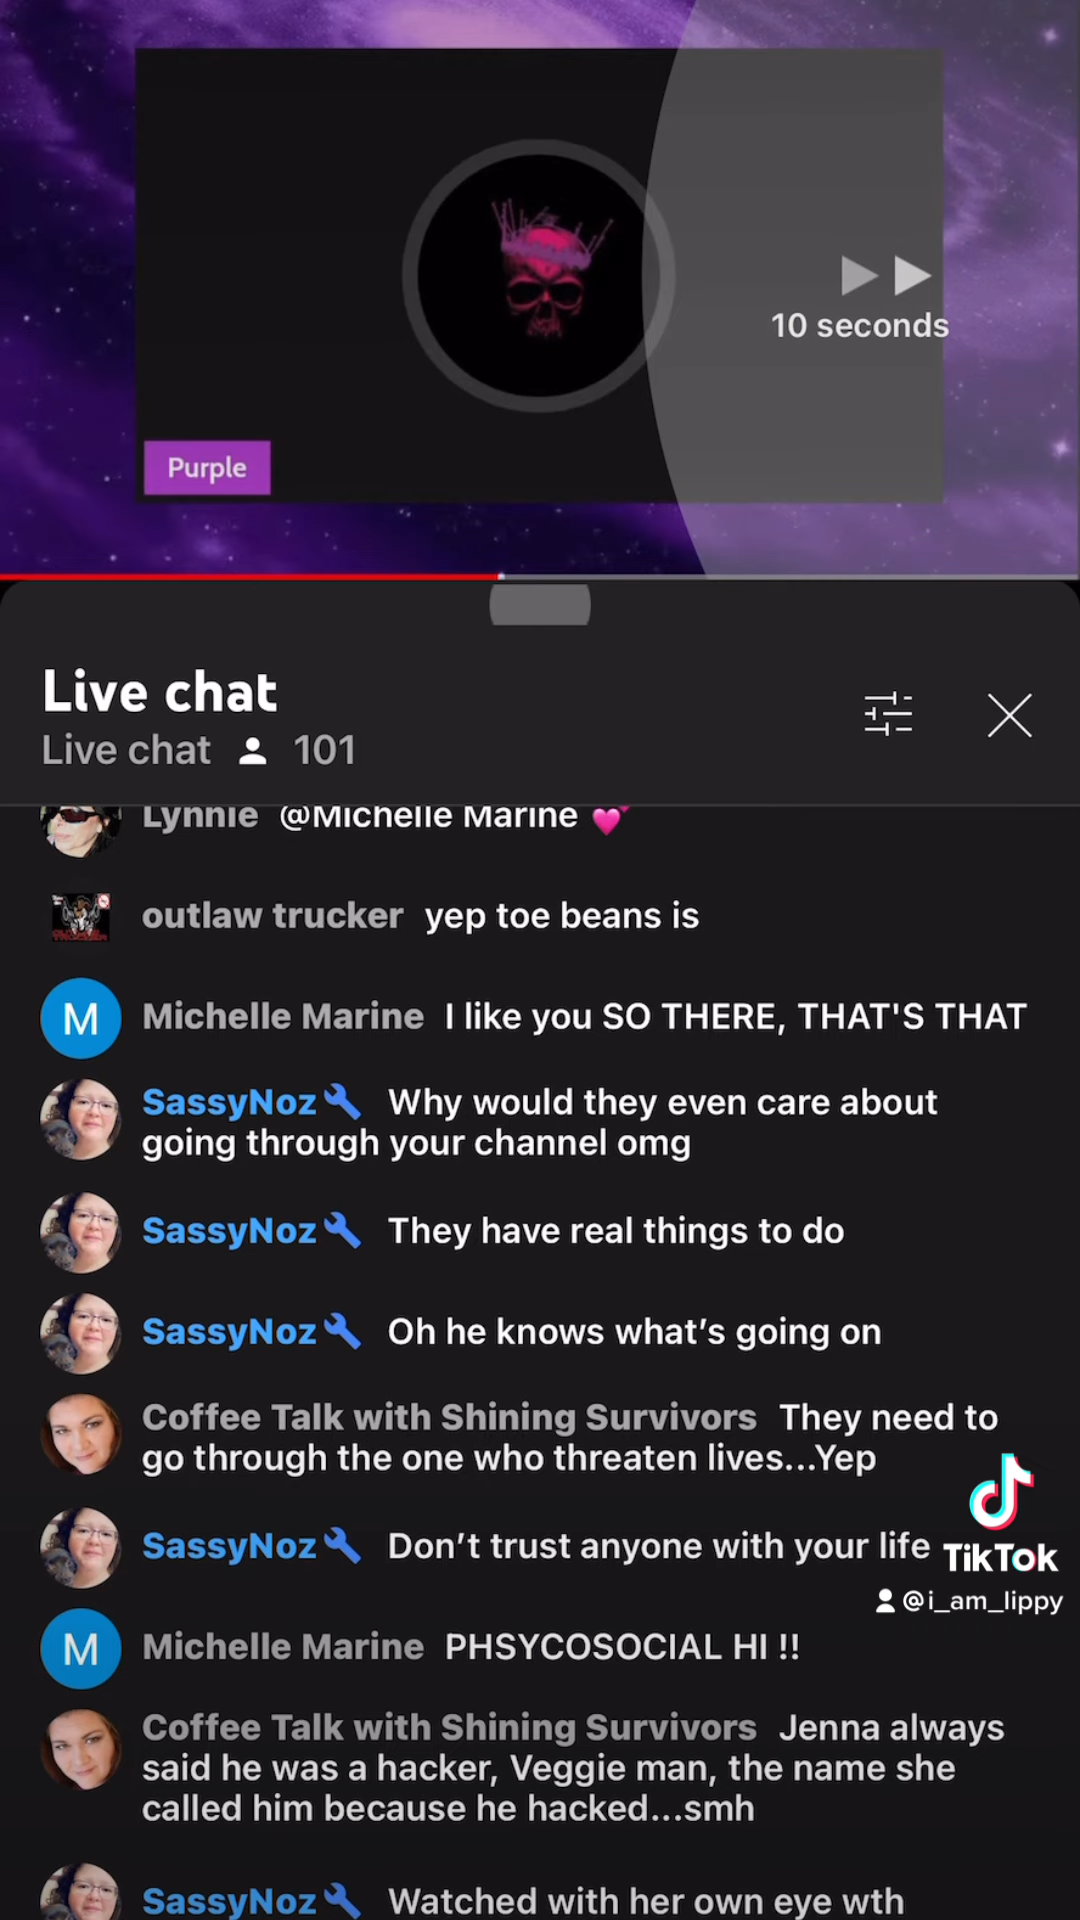 10 seconds
Purple
Live chat
Live chat 101
Lynnie @Michelle Marine 💕
outlaw trucker yep toe beans is
M Michelle Marine I like you SO THERE, THAT'S THAT
SassyNoz🔧 Why would they even care about
going through your channel omg
SassyNoz🔧 They have real things to do
SassyNoz🔧 Oh he knows what’s going on
Coffee Talk with Shining Survivors They need to
go through the one who threaten lives...Yep
SassyNoz🔧 Don’t trust anyone with your life
TikTok
@i_am_lippy
M Michelle Marine PHSYCOSOCIAL HI !!
Coffee Talk with Shining Survivors Jenna always
said he was a hacker, Veggie man, the name she
called him because he hacked...smh
SassyNoz🔧 Watched with her own eye wth